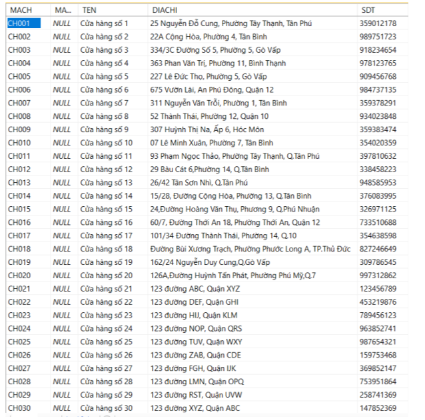 MACH MA... TEN DIACHI SDT
CH001 NULL Cửa hàng số 1 25 Nguyễn Đỗ Cung, Phường Tây Thạnh, Tân Phú 359012178
CH002 NULL Cửa hàng số 2 22A Cộng Hòa, Phường 4, Tân Bình 989751723
CH003 NULL Cửa hàng số 3 334/3C Đường Số 5, Phường 5, Gò Vấp 918234654
CH004 NULL Cửa hàng số 4 363 Phan Văn Trị, Phường 11, Bình Thạnh 978123765
CH005 NULL Cửa hàng số 5 227 Lê Đức Thọ, Phường 5, Gò Vấp 909456768
CH006 NULL Cửa hàng số 6 675 Vườn Lài, An Phú Đông, Quận 12 984737135
CH007 NULL Cửa hàng số 7 311 Nguyễn Văn Trỗi, Phường 1, Tân Bình 359378291
CH008 NULL Cửa hàng số 8 52 Thành Thái, Phường 12, Quận 10 934023848
CH009 NULL Cửa hàng số 9 307 Huỳnh Thị Na, Ấp 6, Hóc Môn 359383474
CH010 NULL Cửa hàng số 10 07 Lê Minh Xuân, Phường 7, Tân Bình 354020359
CH011 NULL Cửa hàng số 11 93 Phạm Ngọc Thảo, Phường Tây Thạnh, Q.Tân Phú 397810632
CH012 NULL Cửa hàng số 12 29 Bàu Cát 6,Phường 14, Q.Tân Bình 338458223
CH013 NULL Cửa hàng số 13 26/42 Tân Sơn Nhì, Q.Tân Phú 948585953
CH014 NULL Cửa hàng số 14 15/28, Đường Cộng Hòa, Phường 13, Q.Tân Bình 376083995
CH015 NULL Cửa hàng số 15 24,Đường Hoàng Văn Thụ, Phương 9, Q.Phú Nhuận 326971125
CH016 NULL Cửa hàng số 16 60/7, Đường Thới An 18, Phường Thới An, Quận 12 733510688
CH017 NULL Cửa hàng số 17 101/34 Đường Thành Thái, Phường 14, Q.10 354638598
CH018 NULL Cửa hàng số 18 Đường Bùi Xương Trạch, Phường Phước Long A, TP.Thủ Đức 827246649
CH019 NULL Cửa hàng số 19 162/24 Nguyễn Duy Cung,Q.Gò Vấp 309786545
CH020 NULL Cửa hàng số 20 126A,Đường Huỳnh Tấn Phát, Phường Phú Mỹ,Q.7 997312862
CH021 NULL Cửa hàng số 21 123 đường ABC, Quận XYZ 123456789
CH022 NULL Cửa hàng số 22 123 đường DEF, Quận GHI 453219876
CH023 NULL Cửa hàng số 23 123 đường HIJ, Quận KLM 789456123
CH024 NULL Cửa hàng số 24 123 đường NOP, Quận QRS 963852741
CH025 NULL Cửa hàng số 25 123 đường TUV, Quận WXY 987654321
CH026 NULL Cửa hàng số 26 123 đường ZAB, Quận CDE 159753468
CH027 NULL Cửa hàng số 27 123 đường FGH, Quận IJK 369852147
CH028 NULL Cửa hàng số 28 123 đường LMN, Quận OPQ 753951864
CH029 NULL Cửa hàng số 29 123 đường RST, Quận UVW 258741369
CH030 NULL Cửa hàng số 30 123 đường XYZ, Quận ABC 147852369